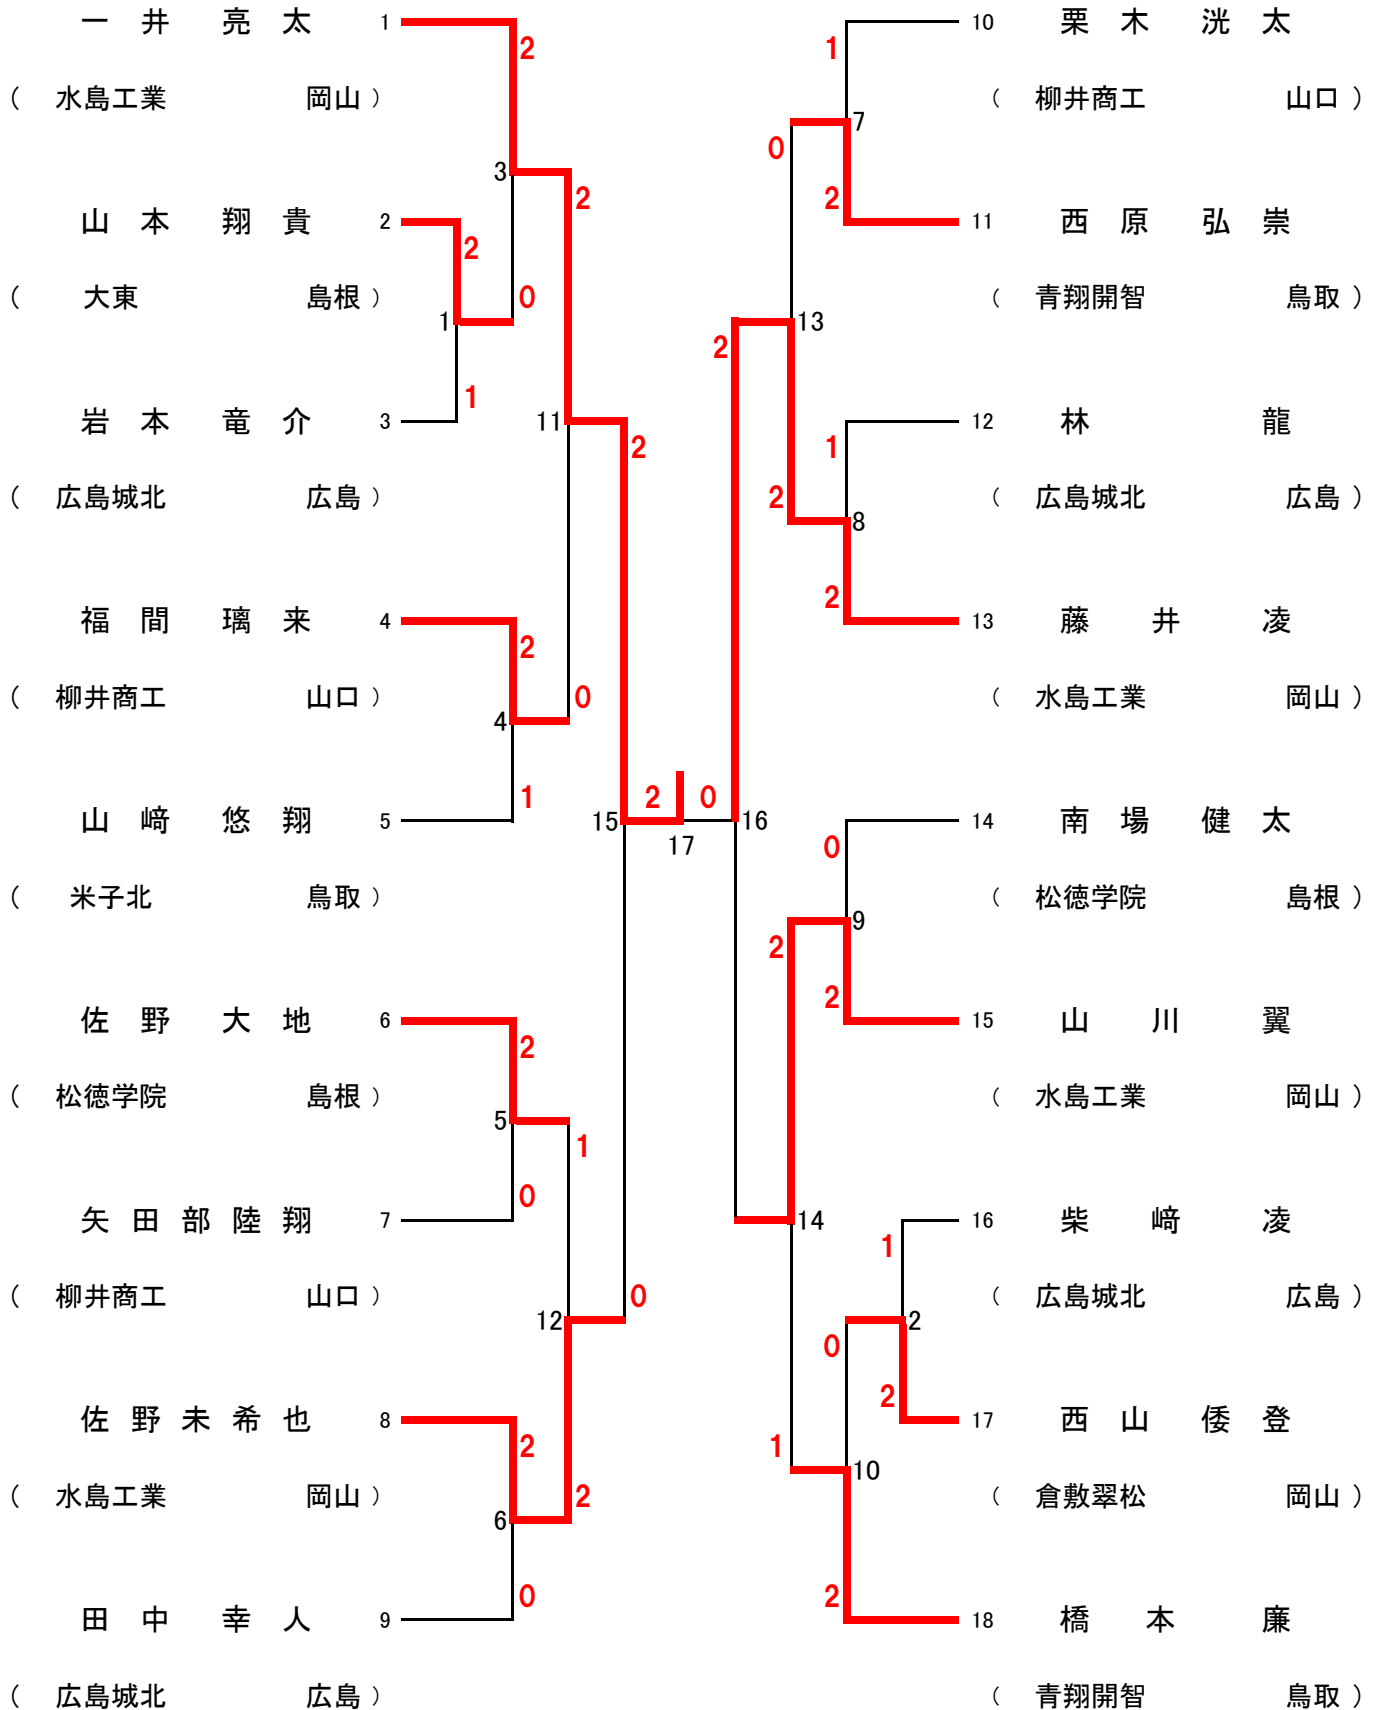 一井 亮太 1
( 水島工業 岡山 )
山本 翔貴 2
( 大東 島根 )
岩本 竜介 3
( 広島城北 広島 )
福間 璃来 4
( 柳井商工 山口 )
山﨑 悠翔 5
( 米子北 鳥取 )
佐野 大地 6
( 松徳学院 島根 )
矢田部陸翔 7
( 柳井商工 山口 )
佐野未希也 8
( 水島工業 岡山 )
田中 幸人 9
( 広島城北 広島 )
2
3
2
2
0
1
1
11
2
2
0
4
1
15
2
0
17
16
2
5
1
0
0
12
2
2
6
0
1
7
0
2
13
2
1
2
8
2
0
9
2
2
14
1
2
0
2
1
10
2
10 栗木 洸太
( 柳井商工 山口 )
11 西原 弘崇
( 青翔開智 鳥取 )
12 林 龍
( 広島城北 広島 )
13 藤井 凌
( 水島工業 岡山 )
14 南場 健太
( 松徳学院 島根 )
15 山川 翼
( 水島工業 岡山 )
16 柴﨑 凌
( 広島城北 広島 )
17 西山 倭登
( 倉敷翠松 岡山 )
18 橋本 廉
( 青翔開智 鳥取 )